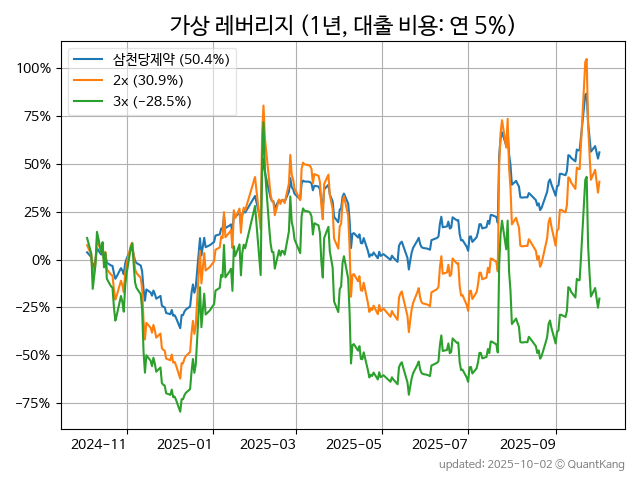 가상 레버리지 (1년, 대출 비용: 연 5%)
삼천당제약 (50.4%)
2x (30.9%)
3x (−28.5%)
100%
75%
50%
25%
0%
−25%
−50%
−75%
2024-11
2025-01
2025-03
2025-05
2025-07
2025-09
updated: 2025-10-02 © QuantKang